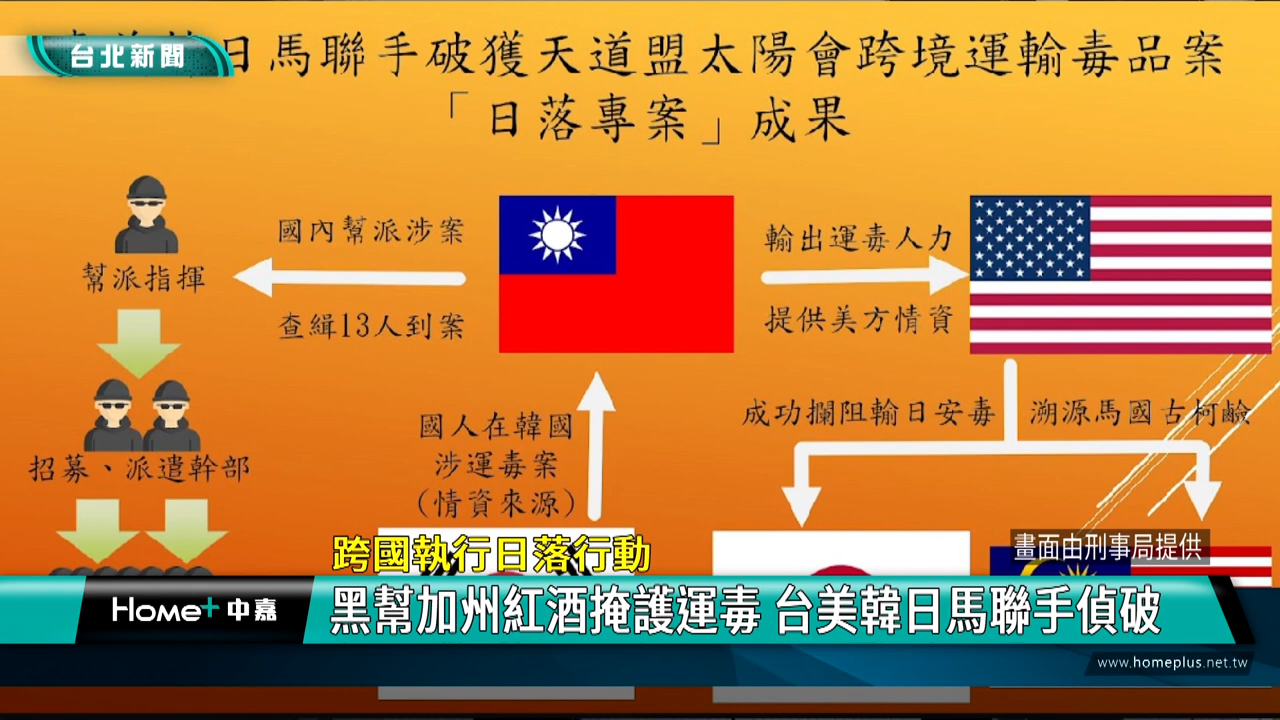 台北新聞
日馬聯手破獲天道盟太陽會跨境運輸毒品案
「日落專案」成果
國內幫派涉案
查緝13人到案
輸出運毒人力
提供美方情資
幫派指揮
招募、派遣幹部
國人在韓國
涉運毒案
(情資來源)
成功攔阻輸日安毒
溯源馬國古柯鹼
畫面由刑事局提供
跨國執行日落行動
Home+中嘉
黑幫加州紅酒掩護運毒 台美韓日馬聯手偵破
www.homeplus.net.tw